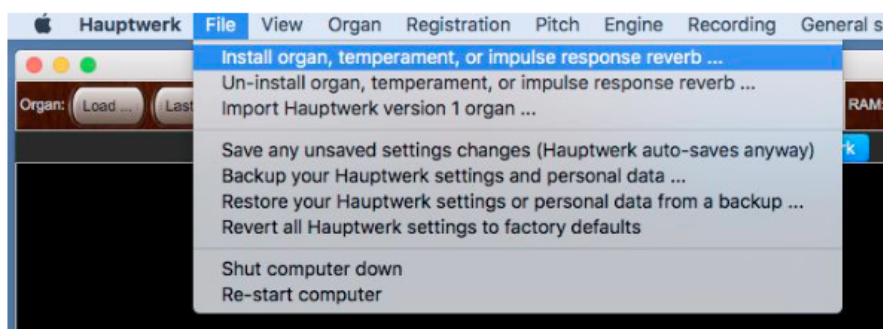 Hauptwerk File View Organ Registration Pitch Engine Recording General s
Install organ, temperament, or impulse response reverb ...
Un-install organ, temperament, or impulse response reverb ...
Organ: Load ... Last RAM:
Import Hauptwerk version 1 organ ...
Save any unsaved settings changes (Hauptwerk auto-saves anyway) rk
Backup your Hauptwerk settings and personal data ...
Restore your Hauptwerk settings or personal data from a backup ...
Revert all Hauptwerk settings to factory defaults
Shut computer down
Re-start computer